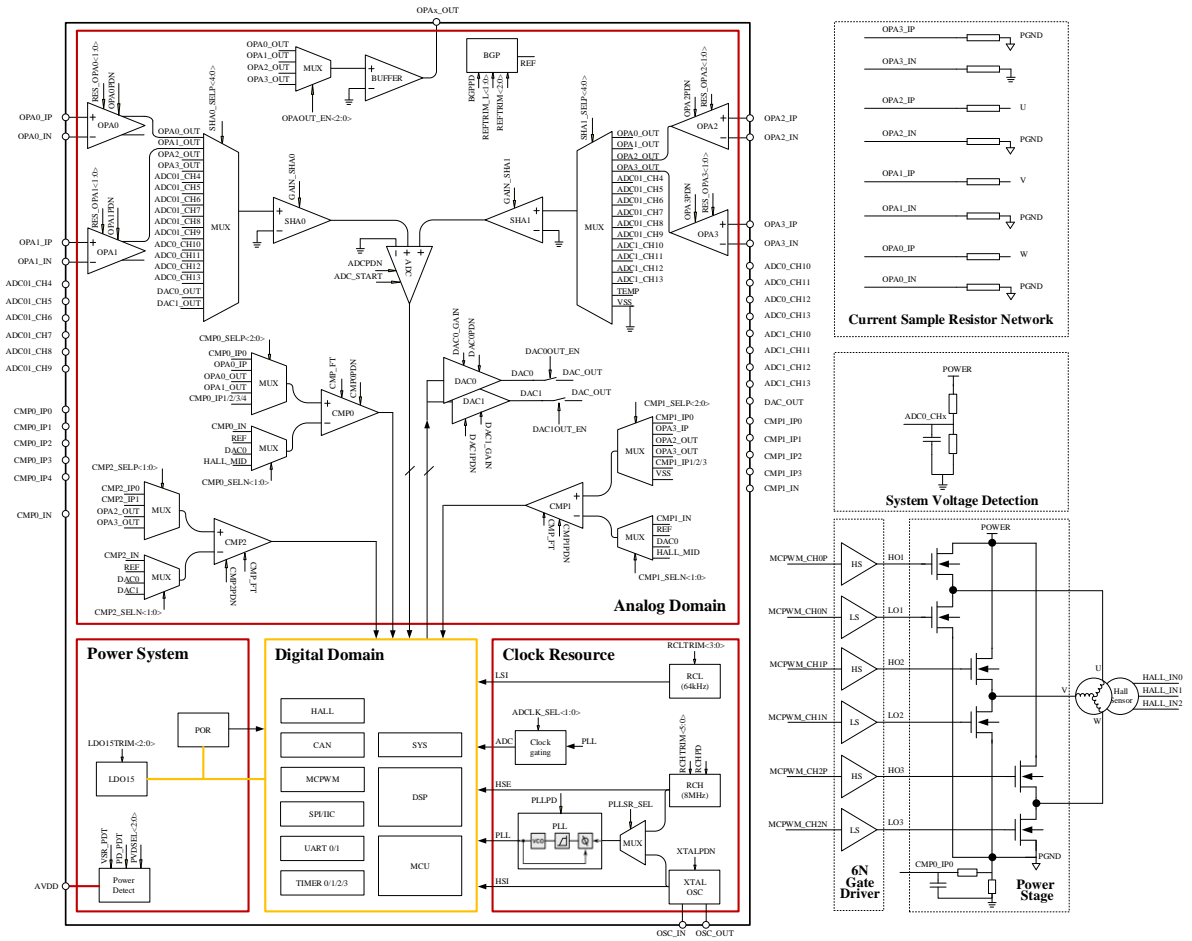 OPAx_OUT
OPA0_OUT
OPA1_OUT
OPA2_OUT
OPA3_OUT
MUX
OPAOUT_EN<2:0>
BUFFER
BGP
REF
BGPPD
REFTRIM_L<1:0>
REFTRIM<2:0>
RES_OPA0<1:0>
OPA0PDN
OPA0_IP
OPA0_IN
OPA0
RES_OPA1<1:0>
OPA1PDN
OPA1_IP
OPA1_IN
OPA1
SHA0_SELP<4:0>
OPA0_OUT
OPA1_OUT
OPA2_OUT
OPA3_OUT
ADC01_CH4
ADC01_CH5
ADC01_CH6
ADC01_CH7
ADC01_CH8
ADC01_CH9
ADC0_CH10
ADC0_CH11
ADC0_CH12
ADC0_CH13
DAC0_OUT
DAC1_OUT
MUX
GAIN_SHA0
SHA0
GAIN_SHA1
SHA1
ADCPDN
ADC_START
ADC
SHA1_SELP<4:0>
MUX
OPA0_OUT
OPA1_OUT
OPA2_OUT
OPA3_OUT
ADC01_CH4
ADC01_CH5
ADC01_CH6
ADC01_CH7
ADC01_CH8
ADC01_CH9
ADC1_CH10
ADC1_CH11
ADC1_CH12
ADC1_CH13
TEMP
VSS
OPA2PDN
RES_OPA2<1:0>
OPA2
OPA2_IP
OPA2_IN
OPA3PDN
RES_OPA3<1:0>
OPA3
OPA3_IP
OPA3_IN
ADC01_CH4
ADC01_CH5
ADC01_CH6
ADC01_CH7
ADC01_CH8
ADC01_CH9
CMP0_IP0
CMP0_IP1
CMP0_IP2
CMP0_IP3
CMP0_IP4
CMP0_IN
ADC0_CH10
ADC0_CH11
ADC0_CH12
ADC0_CH13
ADC1_CH10
ADC1_CH11
ADC1_CH12
ADC1_CH13
DAC_OUT
CMP1_IP0
CMP1_IP1
CMP1_IP2
CMP1_IP3
CMP1_IN
CMP0_SELP<2:0>
CMP0_IP0
OPA0_IP
OPA0_OUT
OPA1_OUT
CMP0_IP1/2/3/4
MUX
CMP0_IN
REF
DAC0
HALL_MID
MUX
CMP0_SELN<1:0>
CMP_FT
CMP0PDN
CMP0
DAC0_GAIN
DAC0PDN
DAC0
DAC1
DAC1PDN
DAC1_GAIN
DAC0
DAC0OUT_EN
DAC_OUT
DAC1
DAC_OUT
DAC1OUT_EN
CMP1_SELP<2:0>
CMP1_IP0
OPA3_IP
OPA2_OUT
OPA3_OUT
CMP1_IP1/2/3
VSS
MUX
CMP1_IN
REF
DAC0
HALL_MID
MUX
CMP1_SELN<1:0>
CMP1
CMP_FT
CMP1PDN
CMP2_SELP<1:0>
CMP2_IP0
CMP2_IP1
OPA2_OUT
OPA3_OUT
MUX
CMP2_IN
REF
DAC0
DAC1
MUX
CMP2_SELN<1:0>
CMP2
CMP2PDN
CMP_FT
Analog Domain
Power System
POR
LDO15TRIM<2:0>
LDO15
VSR_PDT
PD_PDT
PVDSEL<2:0>
Power
Detect
AVDD
Digital Domain
HALL
CAN
MCPWM
SPI/IIC
UART 0/1
TIMER 0/1/2/3
SYS
DSP
MCU
Clock Resource
RCLTRIM<3:0>
LSI
RCL
(64kHz)
ADCLK_SEL<1:0>
ADC
Clock
gating
PLL
RCHTRIM<5:0>
RCHPD
HSE
RCH
(8MHz)
PLLPD
PLLSR_SEL
PLL
PLL
VCO
MUX
XTALPDN
HSI
XTAL
OSC
OSC_IN
OSC_OUT
OPA3_IP
PGND
OPA3_IN
OPA2_IP
U
OPA2_IN
PGND
OPA1_IP
V
OPA1_IN
PGND
OPA0_IP
W
OPA0_IN
PGND
Current Sample Resistor Network
POWER
ADC0_CHx
System Voltage Detection
MCPWM_CH0P
HS
HO1
MCPWM_CH0N
LS
LO1
MCPWM_CH1P
HS
HO2
MCPWM_CH1N
LS
LO2
MCPWM_CH2P
HS
HO3
MCPWM_CH2N
LS
LO3
6N
Gate
Driver
POWER
PGND
CMP0_IP0
Power
Stage
U
V
W
Hall
sensor
HALL_IN0
HALL_IN1
HALL_IN2